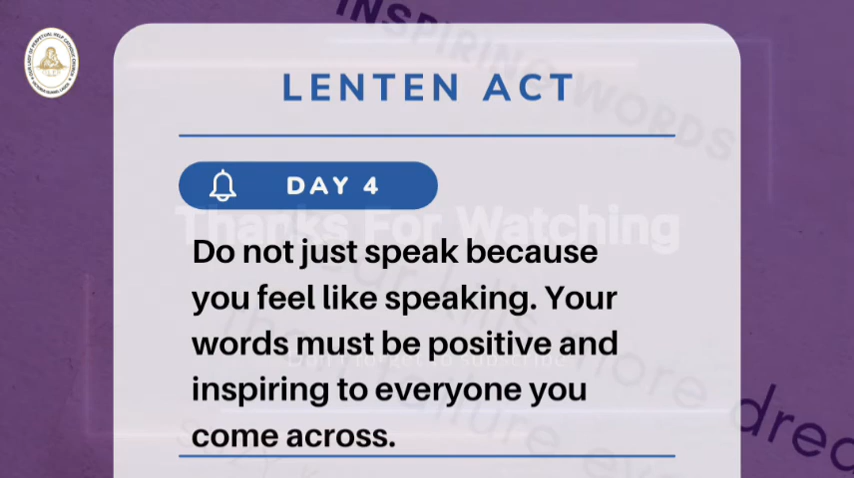 INSPIRING WORDS
LENTEN ACT
DAY 4
Thanks For Watching
Do not just speak because
you feel like speaking. Your
words must be positive and
inspiring to everyone you
come across.